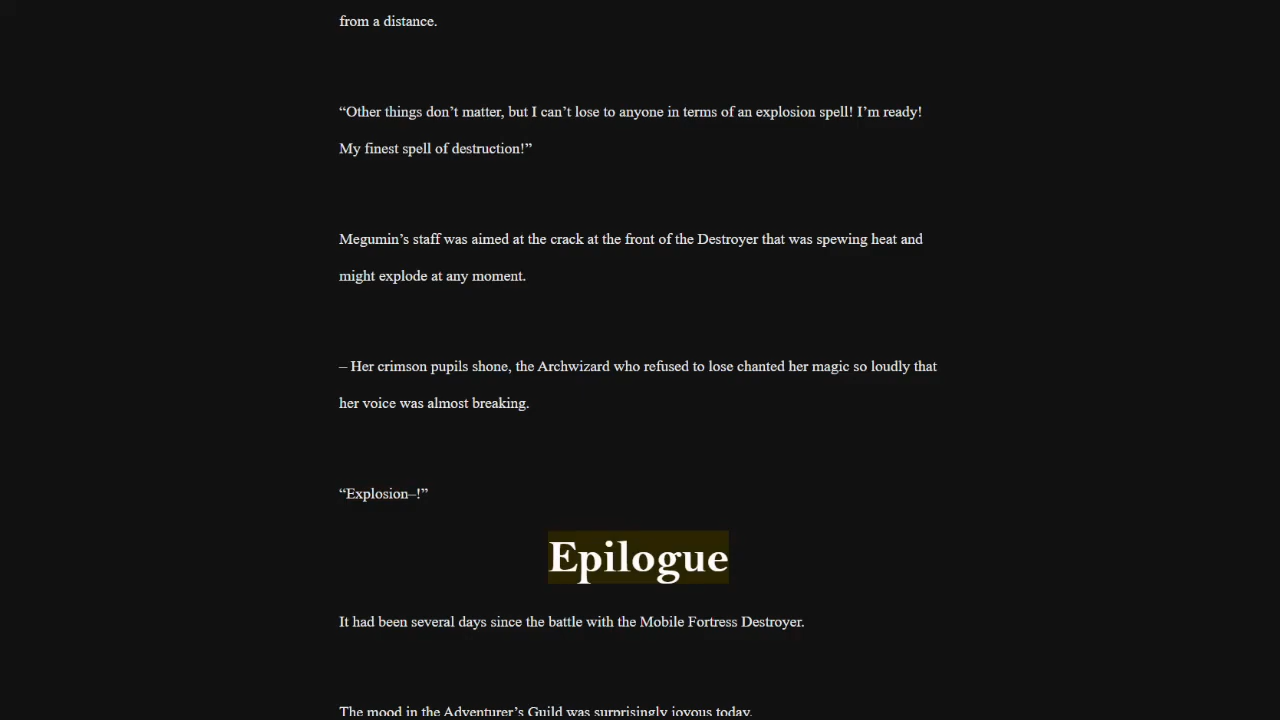 from a distance.
“Other things don’t matter, but I can’t lose to anyone in terms of an explosion spell! I’m ready!
My finest spell of destruction!”
Megumin’s staff was aimed at the crack at the front of the Destroyer that was spewing heat and
might explode at any moment.
– Her crimson pupils shone, the Archwizard who refused to lose chanted her magic so loudly that
her voice was almost breaking.
“Explosion–!”
Epilogue
It had been several days since the battle with the Mobile Fortress Destroyer.
The mood in the Adventurer’s Guild was surprisingly joyous today.